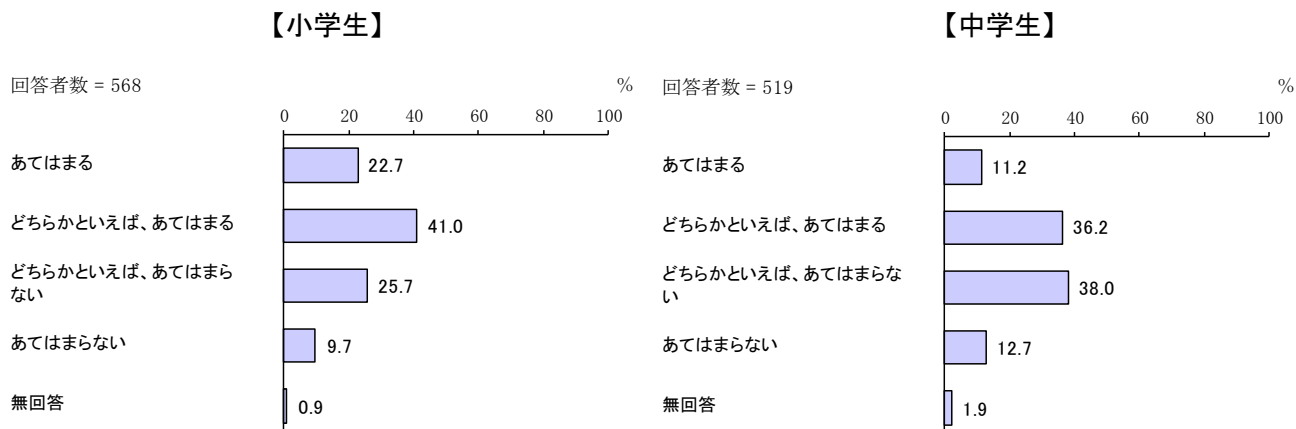 【小学生】
回答者数 = 568
%
0 20 40 60 80 100
あてはまる 22.7
どちらかといえば、あてはまる 41.0
どちらかといえば、あてはまら
ない 25.7
あてはまらない 9.7
無回答 0.9
【中学生】
回答者数 = 519
%
0 20 40 60 80 100
あてはまる 11.2
どちらかといえば、あてはまる 36.2
どちらかといえば、あてはまらな
い 38.0
あてはまらない 12.7
無回答 1.9